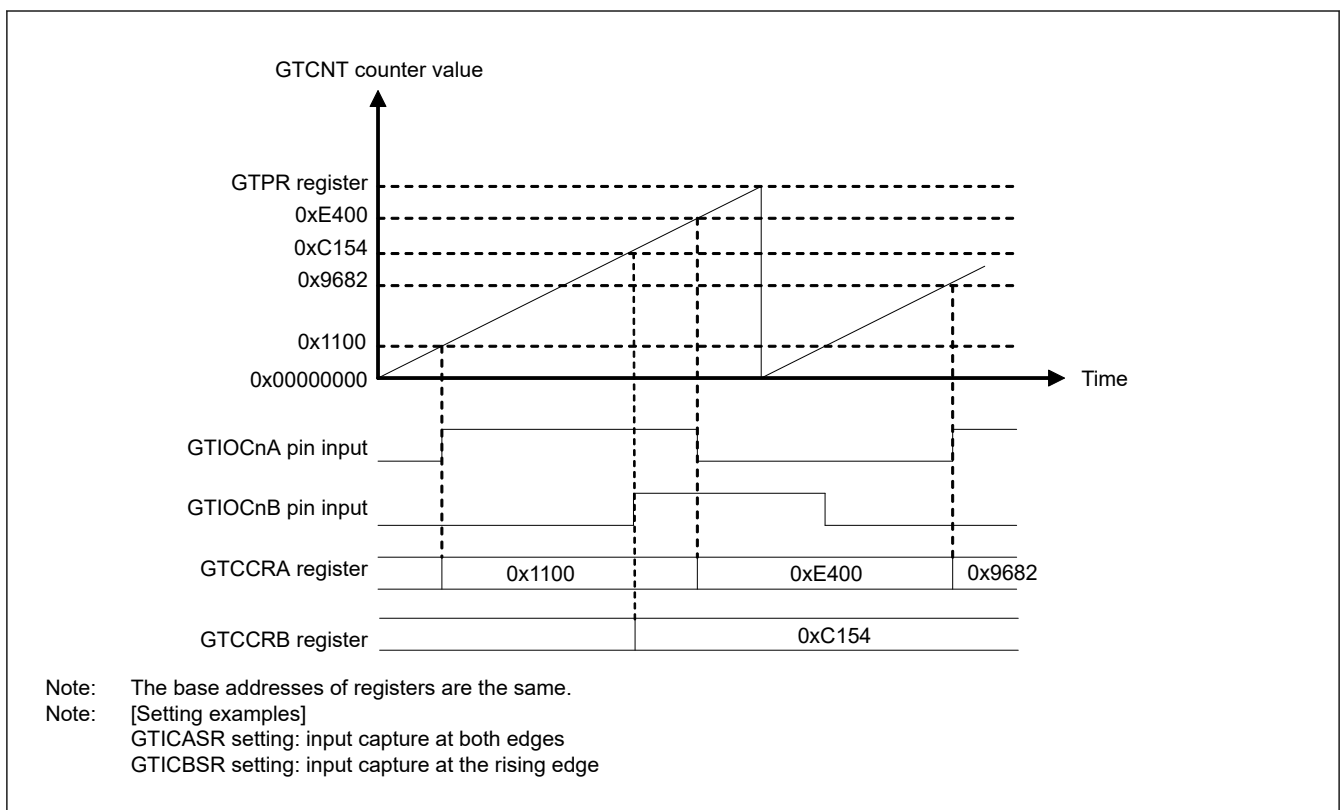 GTCNT counter value
GTPR register
0xE400
0xC154
0x9682
0x1100
0x00000000
Time
GTIOCnA pin input
GTIOCnB pin input
GTCCRA register 0x1100 0xE400 0x9682
GTCCRB register 0xC154
Note: The base addresses of registers are the same.
Note: [Setting examples]
GTICASR setting: input capture at both edges
GTICBSR setting: input capture at the rising edge